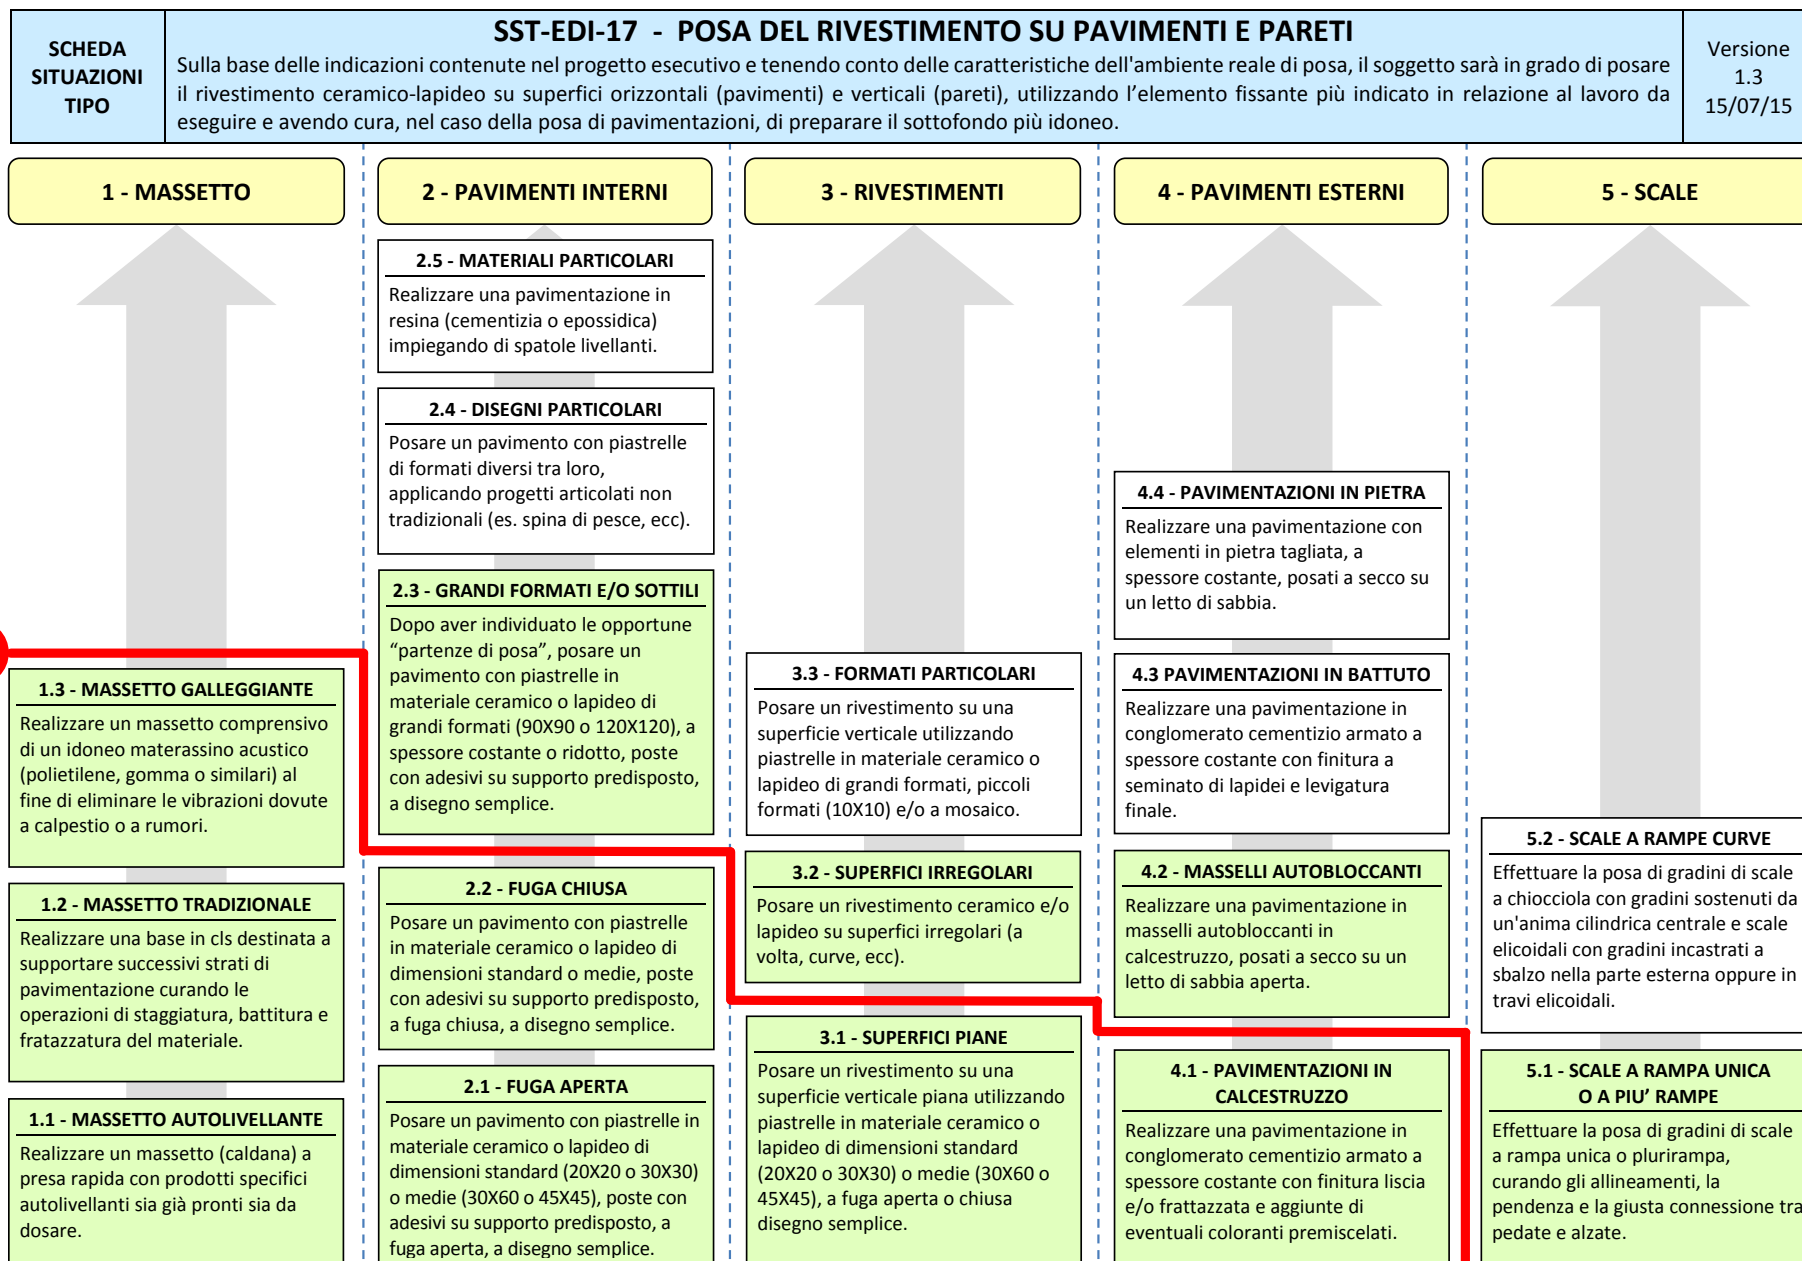 SCHEDA
SITUAZIONI
TIPO
SST-EDI-17 - POSA DEL RIVESTIMENTO SU PAVIMENTI E PARETI
Sulla base delle indicazioni contenute nel progetto esecutivo e tenendo conto delle caratteristiche dell'ambiente reale di posa, il soggetto sarà in grado di posare
il rivestimento ceramico-lapideo su superfici orizzontali (pavimenti) e verticali (pareti), utilizzando l’elemento fissante più indicato in relazione al lavoro da
eseguire e avendo cura, nel caso della posa di pavimentazioni, di preparare il sottofondo più idoneo.
Versione
1.3
15/07/15
1 - MASSETTO
1.3 - MASSETTO GALLEGGIANTE
Realizzare un massetto comprensivo
di un idoneo materassino acustico
(polietilene, gomma o similari) al
fine di eliminare le vibrazioni dovute
a calpestio o a rumori.
1.2 - MASSETTO TRADIZIONALE
Realizzare una base in cls destinata a
supportare successivi strati di
pavimentazione curando le
operazioni di staggiatura, battitura e
fratazzatura del materiale.
1.1 - MASSETTO AUTOLIVELLANTE
Realizzare un massetto (caldana) a
presa rapida con prodotti specifici
autolivellanti sia già pronti sia da
dosare.
2 - PAVIMENTI INTERNI
2.5 - MATERIALI PARTICOLARI
Realizzare una pavimentazione in
resina (cementizia o epossidica)
impiegando di spatole livellanti.
2.4 - DISEGNI PARTICOLARI
Posare un pavimento con piastrelle
di formati diversi tra loro,
applicando progetti articolati non
tradizionali (es. spina di pesce, ecc).
2.3 - GRANDI FORMATI E/O SOTTILI
Dopo aver individuato le opportune
“partenze di posa”, posare un
pavimento con piastrelle in
materiale ceramico o lapideo di
grandi formati (90X90 o 120X120), a
spessore costante o ridotto, poste
con adesivi su supporto predisposto,
a disegno semplice.
2.2 - FUGA CHIUSA
Posare un pavimento con piastrelle
in materiale ceramico o lapideo di
dimensioni standard o medie, poste
con adesivi su supporto predisposto,
a fuga chiusa, a disegno semplice.
2.1 - FUGA APERTA
Posare un pavimento con piastrelle in
materiale ceramico o lapideo di
dimensioni standard (20X20 o 30X30)
o medie (30X60 o 45X45), poste con
adesivi su supporto predisposto, a
fuga aperta, a disegno semplice.
3 - RIVESTIMENTI
3.3 - FORMATI PARTICOLARI
Posare un rivestimento su una
superficie verticale utilizzando
piastrelle in materiale ceramico o
lapideo di grandi formati, piccoli
formati (10X10) e/o a mosaico.
3.2 - SUPERFICI IRREGOLARI
Posare un rivestimento ceramico e/o
lapideo su superfici irregolari (a
volta, curve, ecc).
3.1 - SUPERFICI PIANE
Posare un rivestimento su una
superficie verticale piana utilizzando
piastrelle in materiale ceramico o
lapideo di dimensioni standard
(20X20 o 30X30) o medie (30X60 o
45X45), a fuga aperta o chiusa
disegno semplice.
4 - PAVIMENTI ESTERNI
4.4 - PAVIMENTAZIONI IN PIETRA
Realizzare una pavimentazione con
elementi in pietra tagliata, a
spessore costante, posati a secco su
un letto di sabbia.
4.3 PAVIMENTAZIONI IN BATTUTO
Realizzare una pavimentazione in
conglomerato cementizio armato a
spessore costante con finitura a
seminato di lapidei e levigatura
finale.
4.2 - MASSELLI AUTOBLOCCANTI
Realizzare una pavimentazione in
masselli autobloccanti in
calcestruzzo, posati a secco su un
letto di sabbia aperta.
4.1 - PAVIMENTAZIONI IN
CALCESTRUZZO
Realizzare una pavimentazione in
conglomerato cementizio armato a
spessore costante con finitura liscia
e/o frattazzata e aggiunte di
eventuali coloranti premiscelati.
5 - SCALE
5.2 - SCALE A RAMPE CURVE
Effettuare la posa di gradini di scale
a chiocciola con gradini sostenuti da
un'anima cilindrica centrale e scale
elicoidali con gradini incastrati a
sbalzo nella parte esterna oppure in
travi elicoidali.
5.1 - SCALE A RAMPA UNICA
O A PIU’ RAMPE
Effettuare la posa di gradini di scale
a rampa unica o plurirampa,
curando gli allineamenti, la
pendenza e la giusta connessione tra
pedate e alzate.